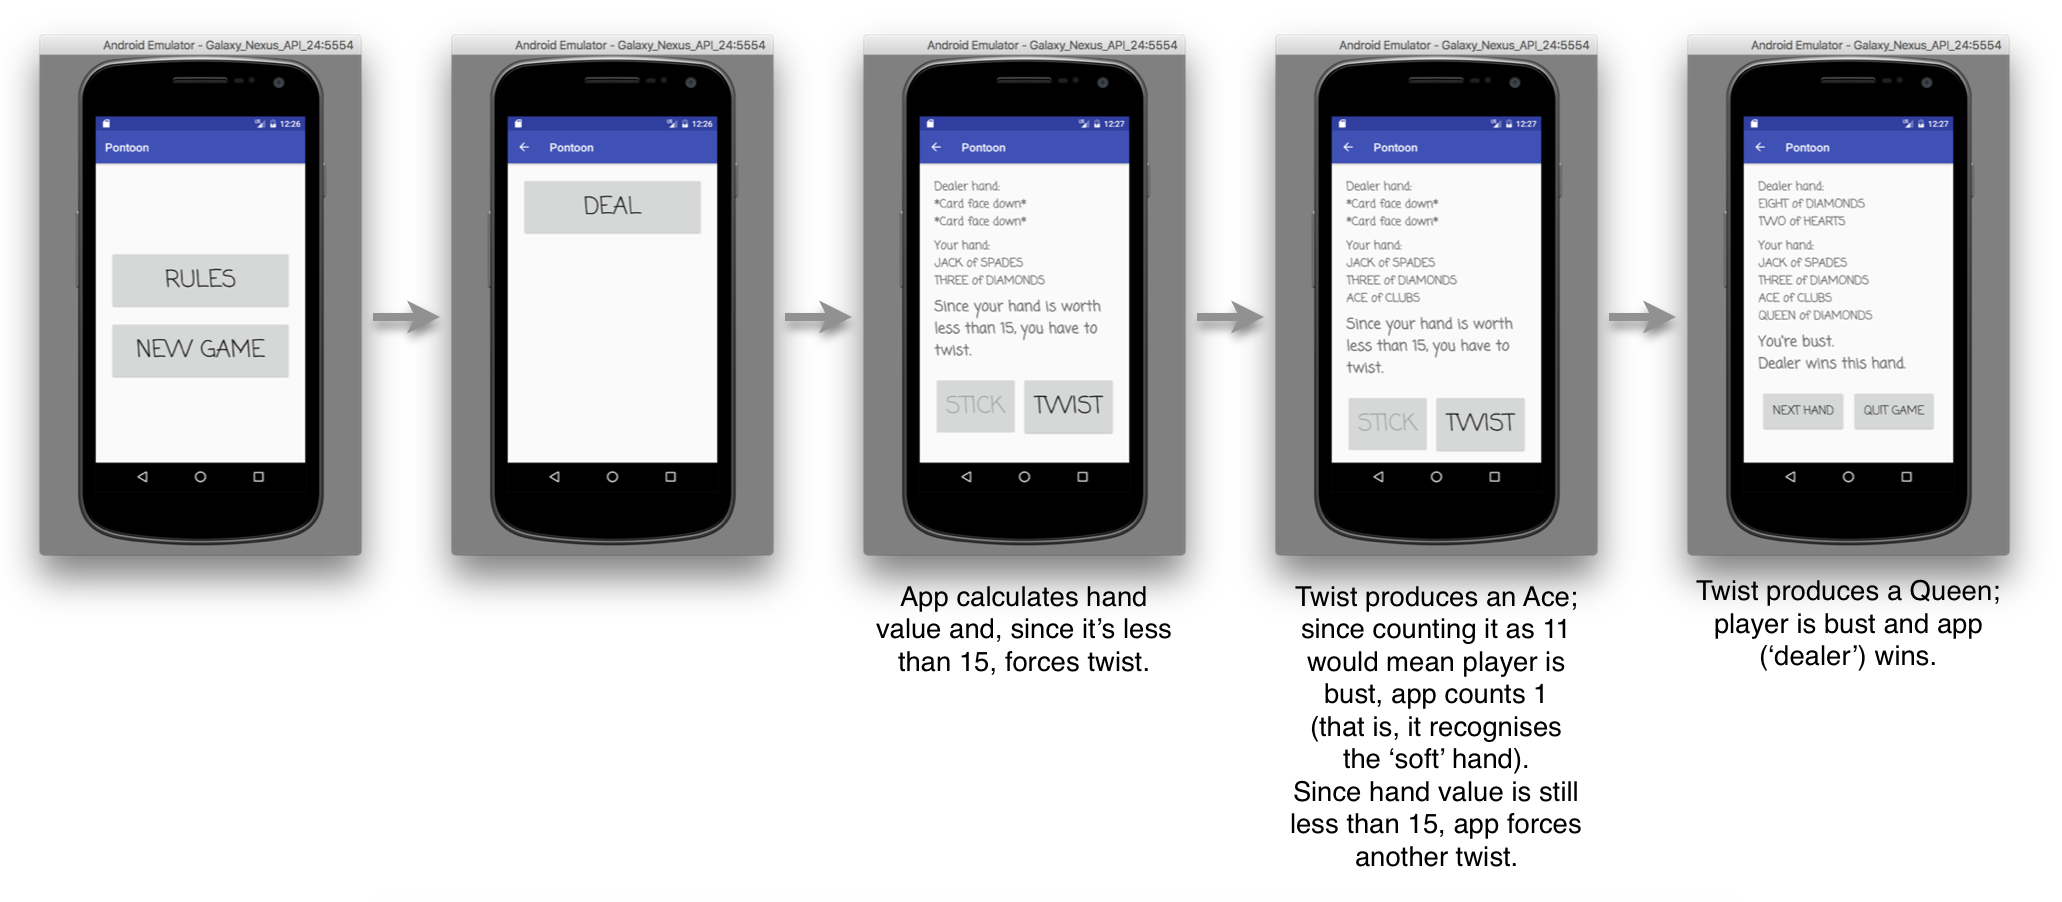 Android Emulator - Galaxy_Nexus_API_24:5554
12:26
Pontoon
RULES
NEW GAME
Android Emulator - Galaxy_Nexus_API_24:5554
12:26
Pontoon
DEAL
Android Emulator - Galaxy_Nexus_API_24:5554
12:27
Pontoon
Dealer hand:
*Card face down*
*Card face down*
Your hand:
JACK of SPADES
THREE of DIAMONDS
Since your hand is worth
less than 15, you have to
twist.
STICK TWIST
App calculates hand
value and, since it’s less
than 15, forces twist.
Android Emulator - Galaxy_Nexus_API_24:5554
12:27
Pontoon
Dealer hand:
*Card face down*
*Card face down*
Your hand:
JACK of SPADES
THREE of DIAMONDS
ACE of CLUBS
Since your hand is worth
less than 15, you have to
twist.
STICK TWIST
Twist produces an Ace;
since counting it as 11
would mean player is
bust, app counts 1
(that is, it recognises
the ‘soft’ hand).
Since hand value is still
less than 15, app forces
another twist.
Android Emulator - Galaxy_Nexus_API_24:5554
12:27
Pontoon
Dealer hand:
EIGHT of DIAMONDS
TWO of HEARTS
Your hand:
JACK of SPADES
THREE of DIAMONDS
ACE of CLUBS
QUEEN of DIAMONDS
You're bust.
Dealer wins this hand.
NEXT HAND QUIT GAME
Twist produces a Queen;
player is bust and app
(‘dealer’) wins.